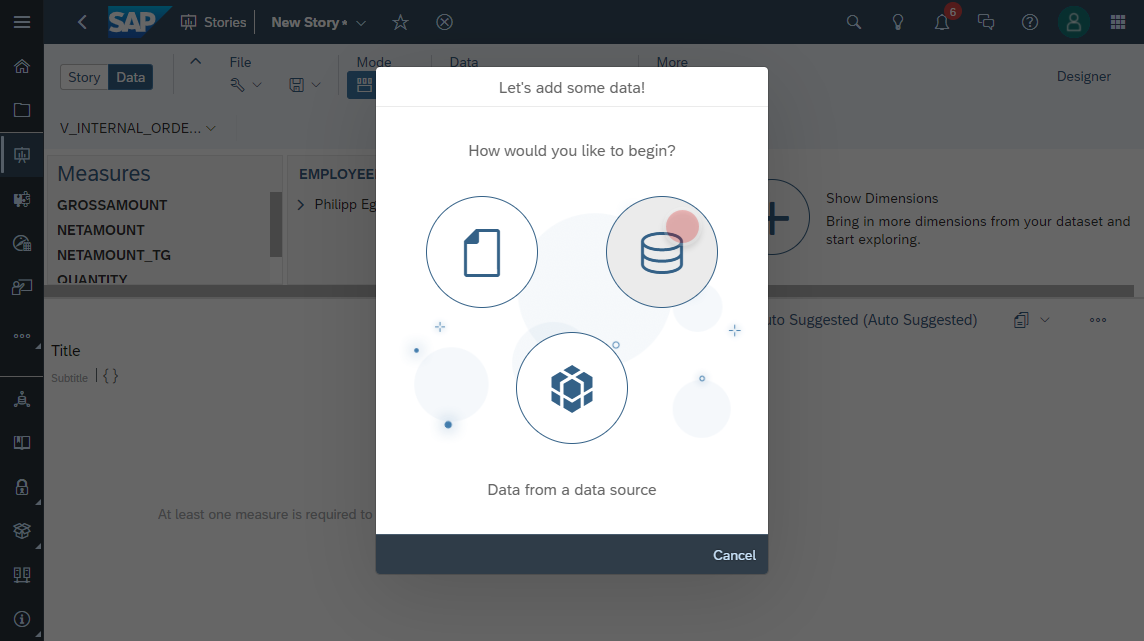 SAP Stories New Story * 6
Story Data File Mode Data More Designer
V_INTERNAL_ORDE...
Measures
GROSSAMOUNT
NETAMOUNT
NETAMOUNT_TG
QUANTITY
EMPLOYEE
Philipp Eg
Show Dimensions
Bring in more dimensions from your dataset and
start exploring.
Let's add some data!
How would you like to begin?
Data from a data source
Cancel
uto Suggested (Auto Suggested)
Title
Subtitle { }
At least one measure is required to